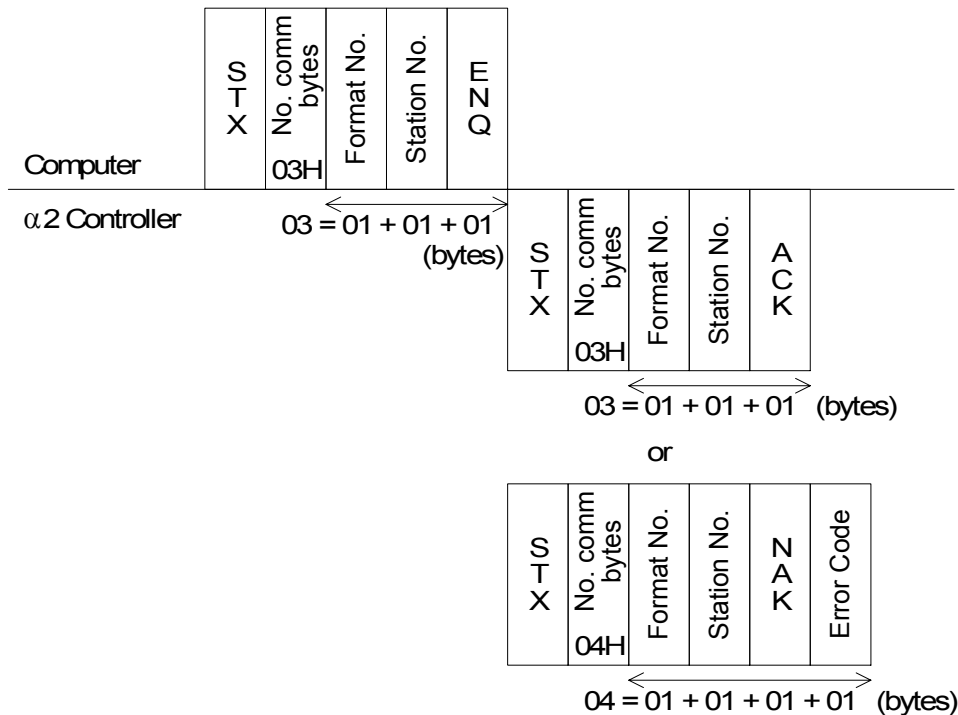 STX
No. comm bytes
03H
Format No.
Station No.
ENQ
Computer
α2 Controller
03 = 01 + 01 + 01
(bytes)
STX
No. comm bytes
03H
Format No.
Station No.
ACK
03 = 01 + 01 + 01 (bytes)
or
STX
No. comm bytes
04H
Format No.
Station No.
NAK
Error Code
04 = 01 + 01 + 01 + 01 (bytes)